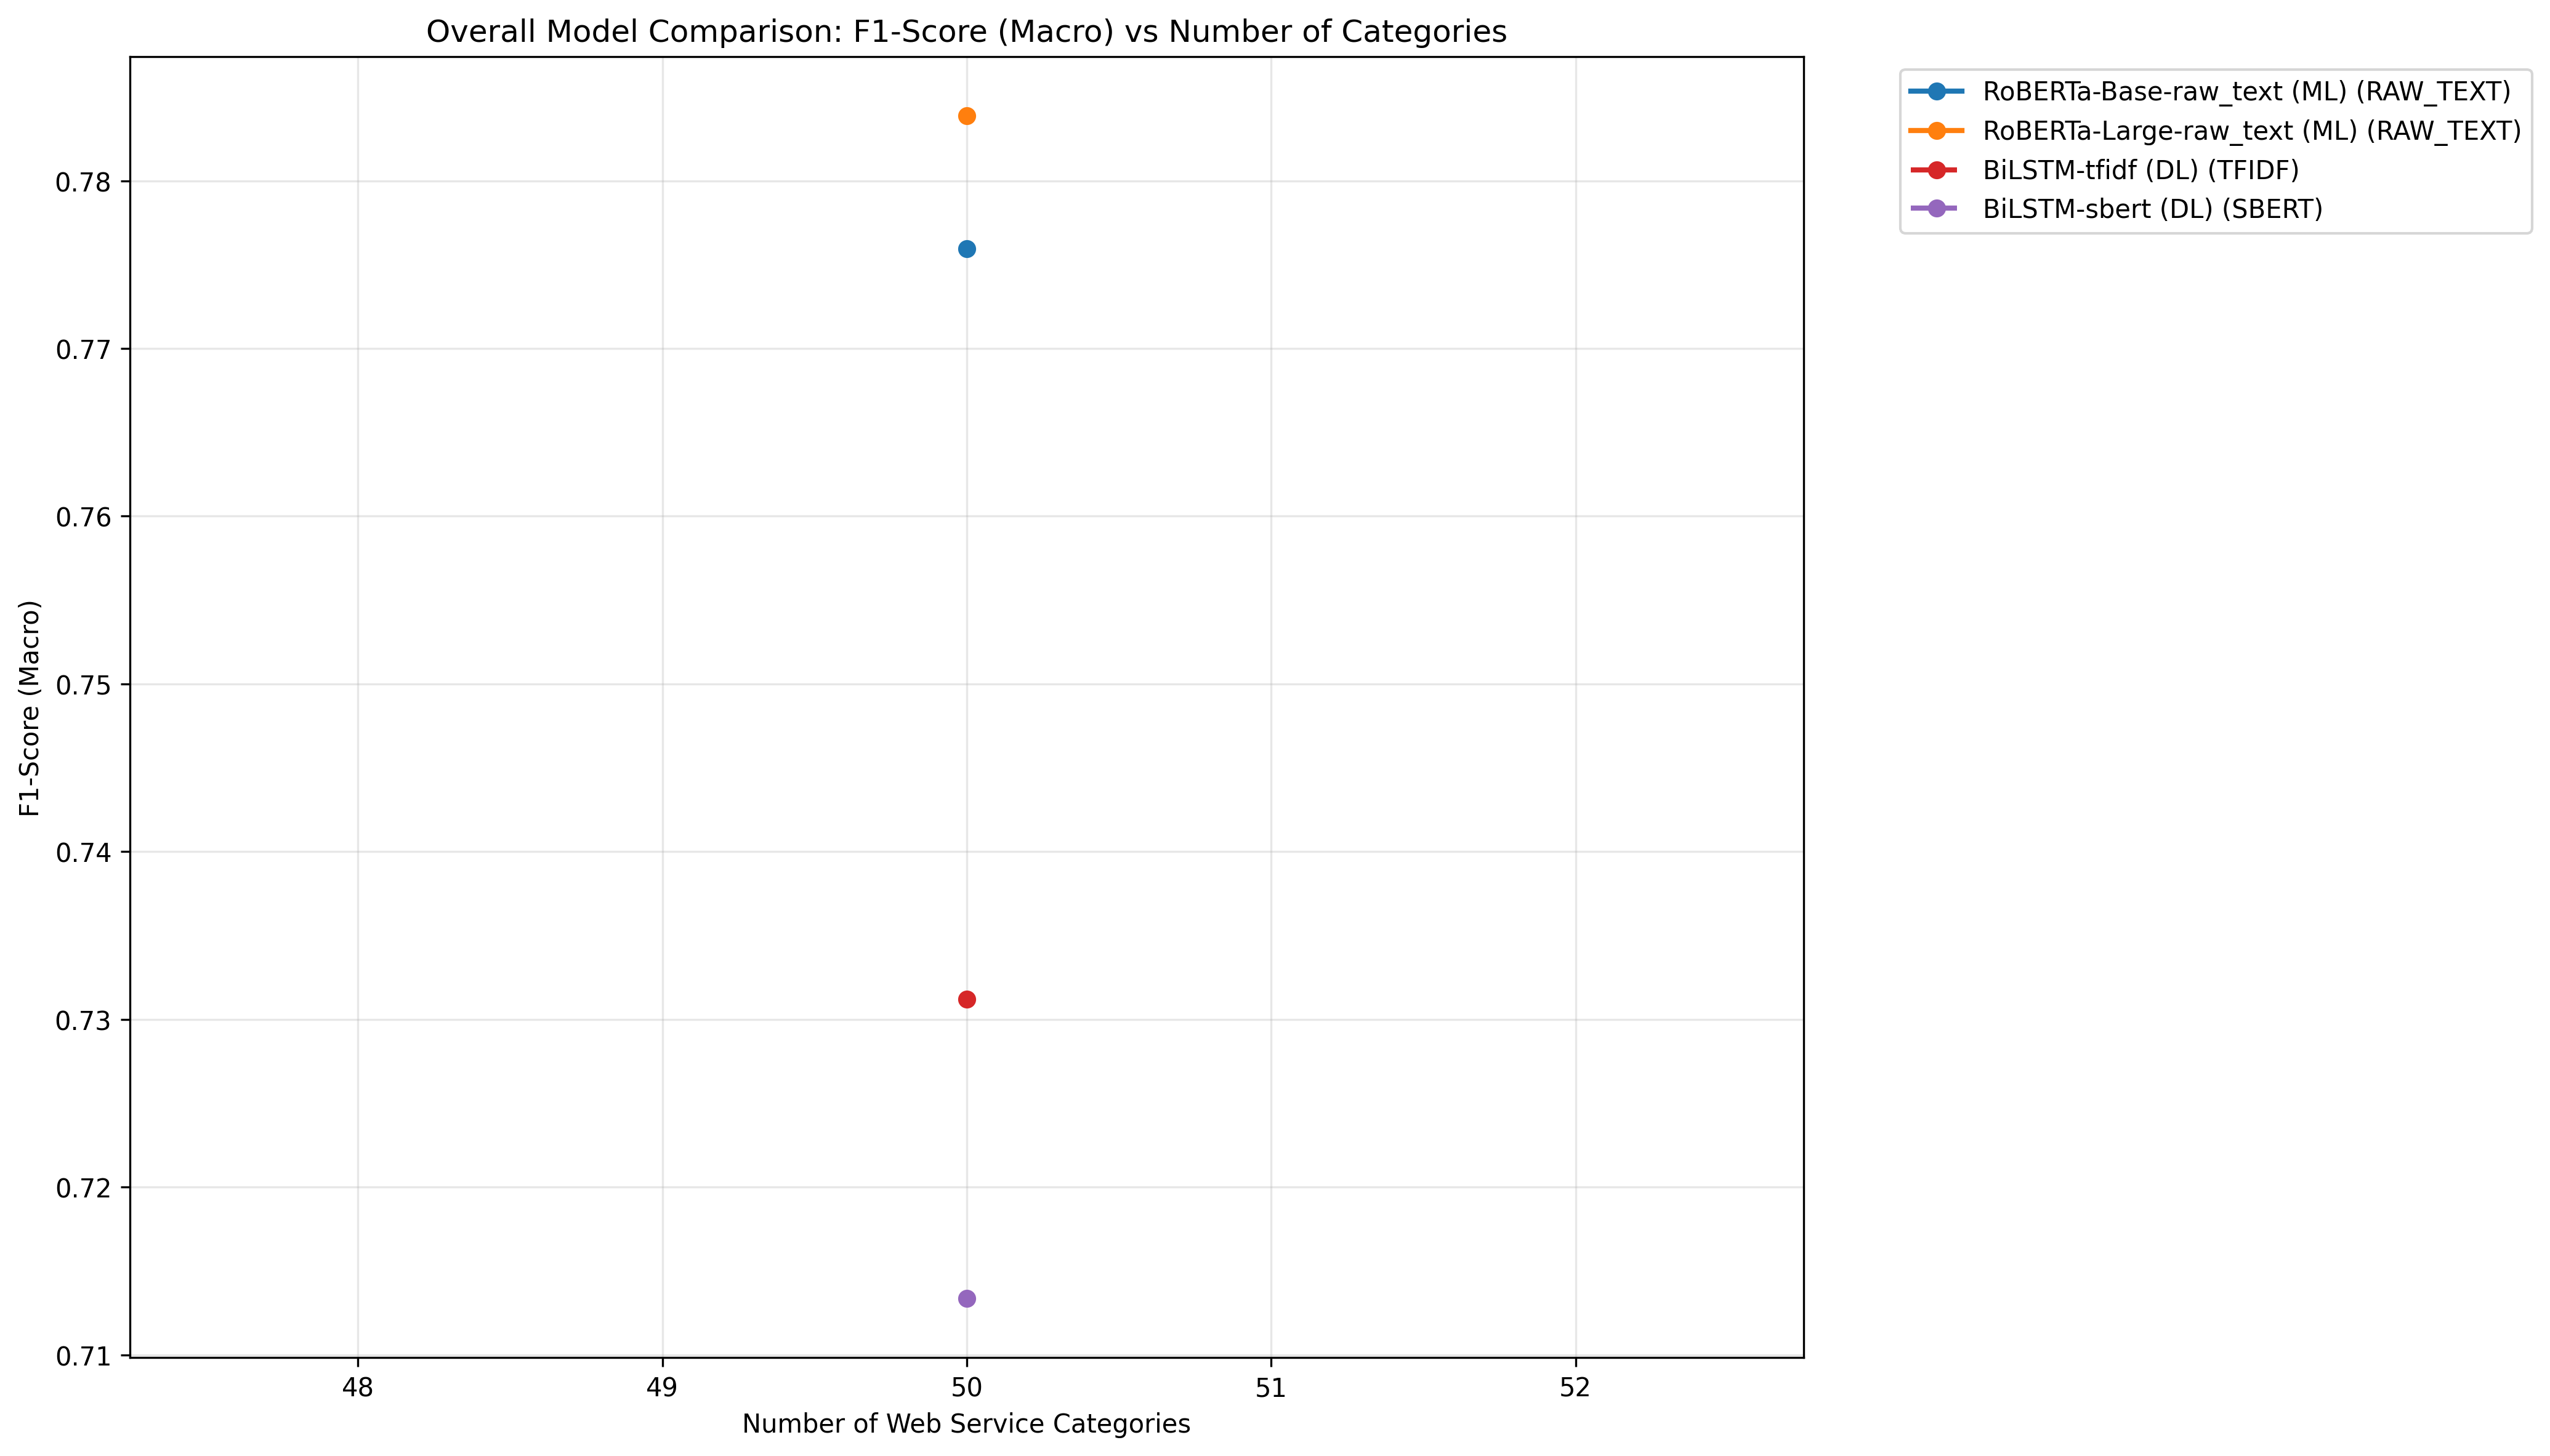 Overall Model Comparison: F1-Score (Macro) vs Number of Categories
RoBERTa-Base-raw_text (ML) (RAW_TEXT)
RoBERTa-Large-raw_text (ML) (RAW_TEXT)
BiLSTM-tfidf (DL) (TFIDF)
BiLSTM-sbert (DL) (SBERT)
F1-Score (Macro)
0.78
0.77
0.76
0.75
0.74
0.73
0.72
0.71
48 49 50 51 52
Number of Web Service Categories